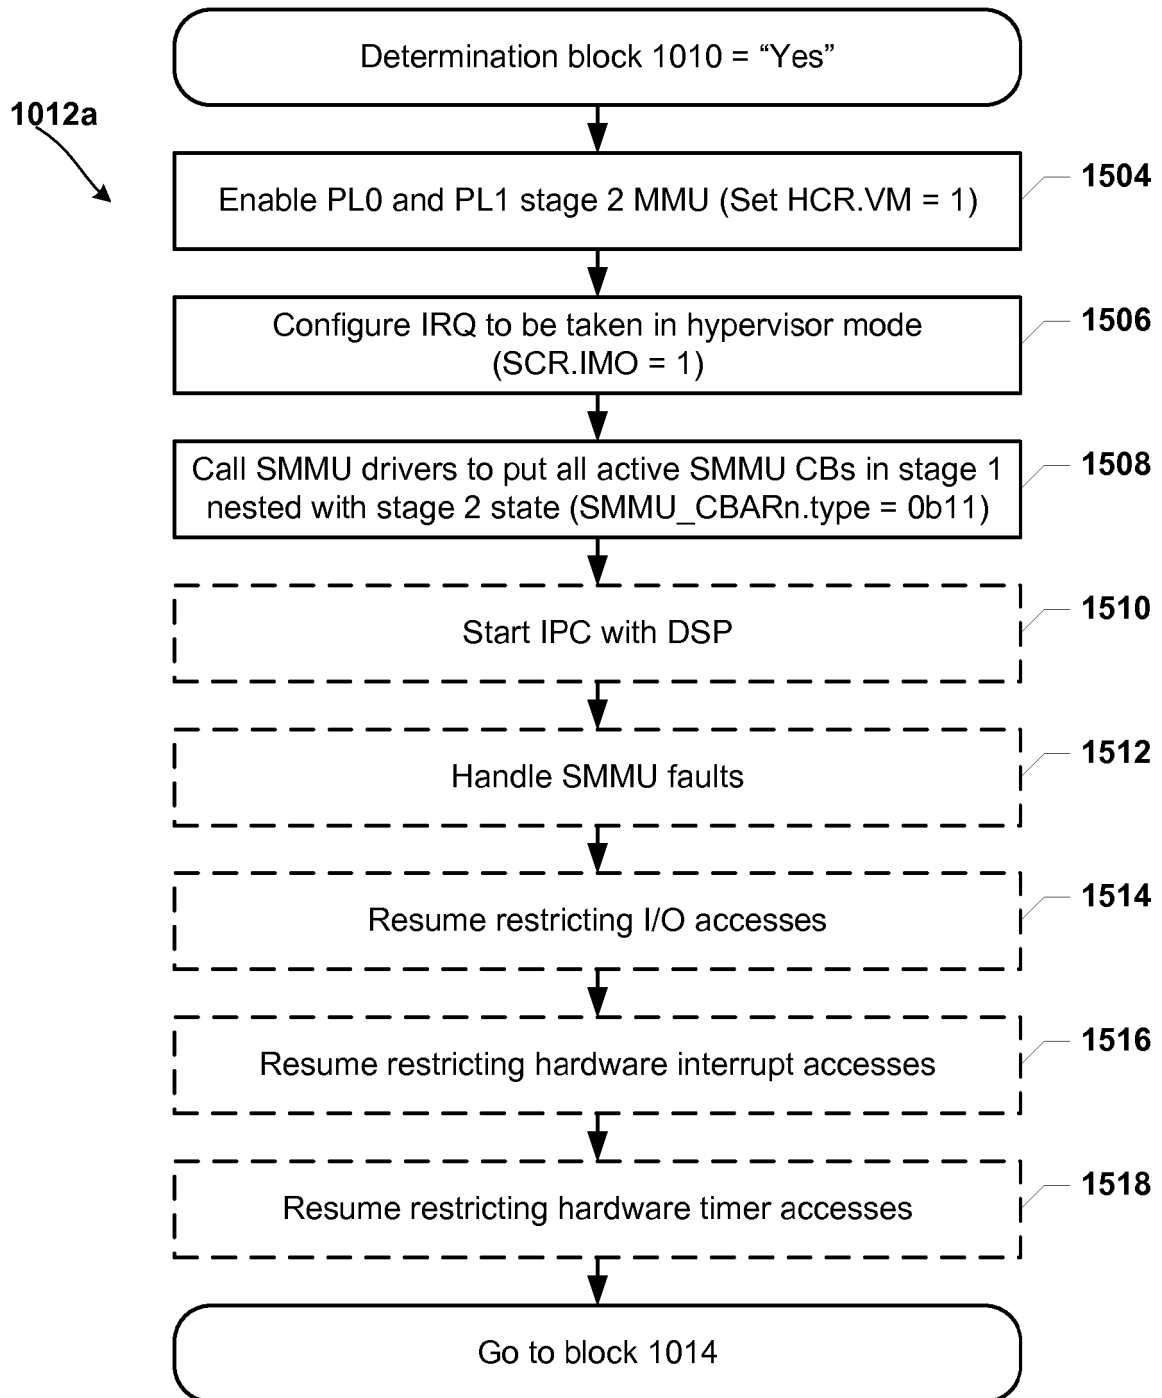 Determination block 1010 = “Yes”
1012a
Enable PL0 and PL1 stage 2 MMU (Set HCR.VM = 1)
1504
Configure IRQ to be taken in hypervisor mode
(SCR.IMO = 1)
1506
Call SMMU drivers to put all active SMMU CBs in stage 1
nested with stage 2 state (SMMU_CBARn.type = 0b11)
1508
Start IPC with DSP
1510
Handle SMMU faults
1512
Resume restricting I/O accesses
1514
Resume restricting hardware interrupt accesses
1516
Resume restricting hardware timer accesses
1518
Go to block 1014